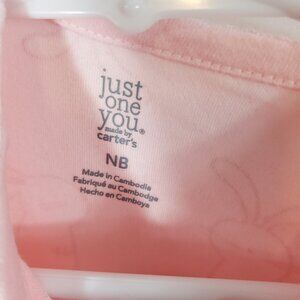 just
one
you®
made by
carter's
NB
Made in Cambodia
Fabriqué au Cambodge
Hecho en Camboya